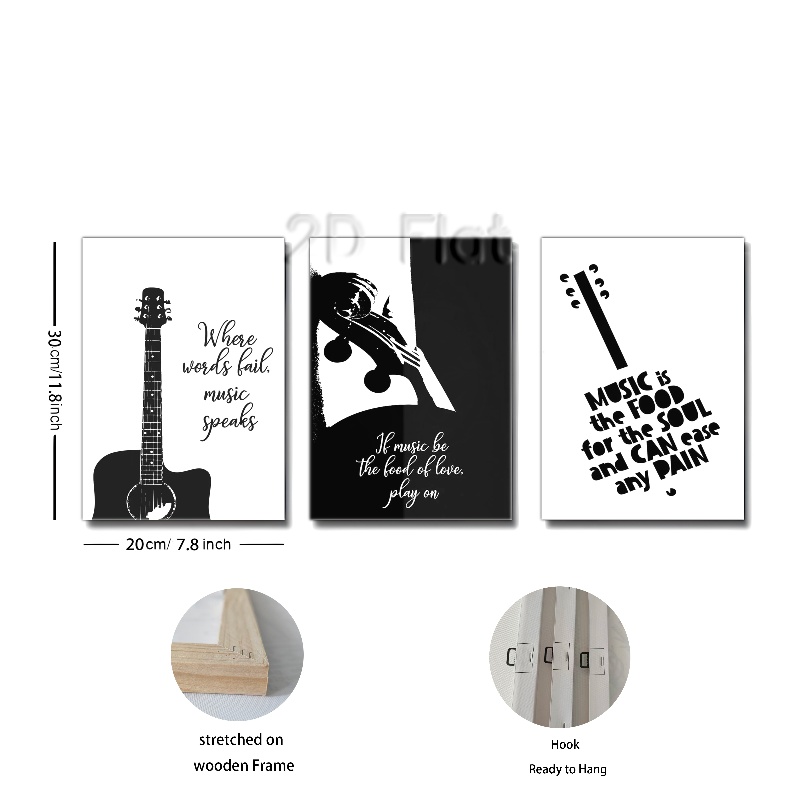 2D Flat
Where
words fail,
music
speaks
If music be
the food of love,
play on
MUSIC is
the FOOD
for the SOUL
and CAN ease
any PAIN
30cm/11.8inch
20cm/ 7.8 inch
stretched on
wooden Frame
Hook
Ready to Hang